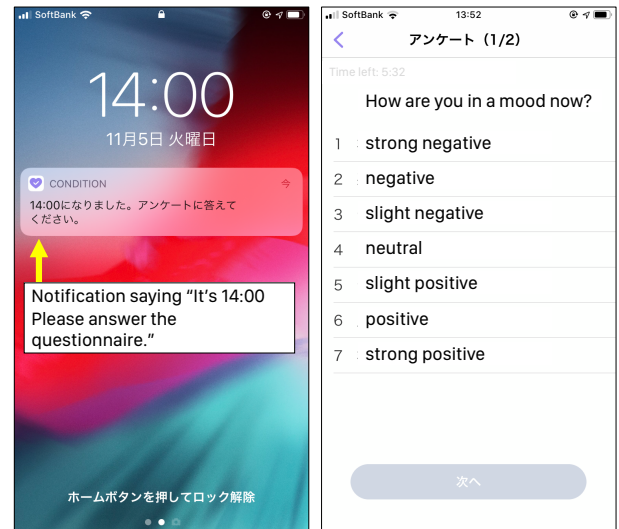 SoftBank
14:00
11月5日 火曜日
CONDITION
今
14:00になりました。アンケートに答えて
ください。
Notification saying “It’s 14:00
Please answer the
questionnaire.”
ホームボタンを押してロック解除
SoftBank
13:52
アンケート（1/2）
Time left: 5:32
How are you in a mood now?
1 strong negative
2 negative
3 slight negative
4 neutral
5 slight positive
6 positive
7 strong positive
次へ